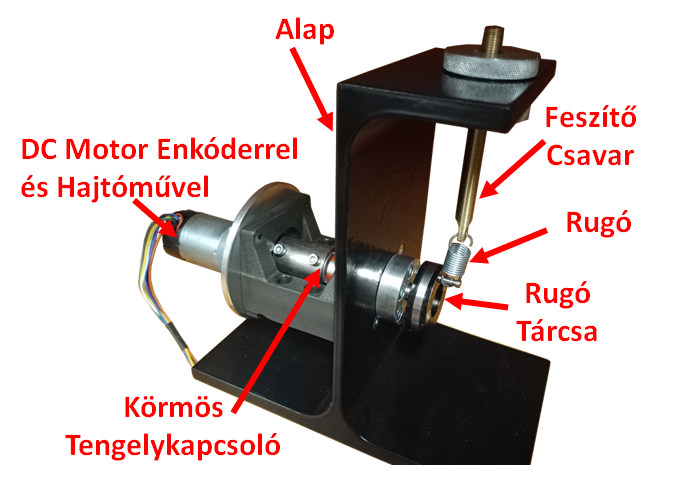 Alap
Feszítő
Csavar
DC Motor Enkóderrel
és Hajtóművel
Rugó
Rugó
Tárcsa
Körmös
Tengelykapcsoló